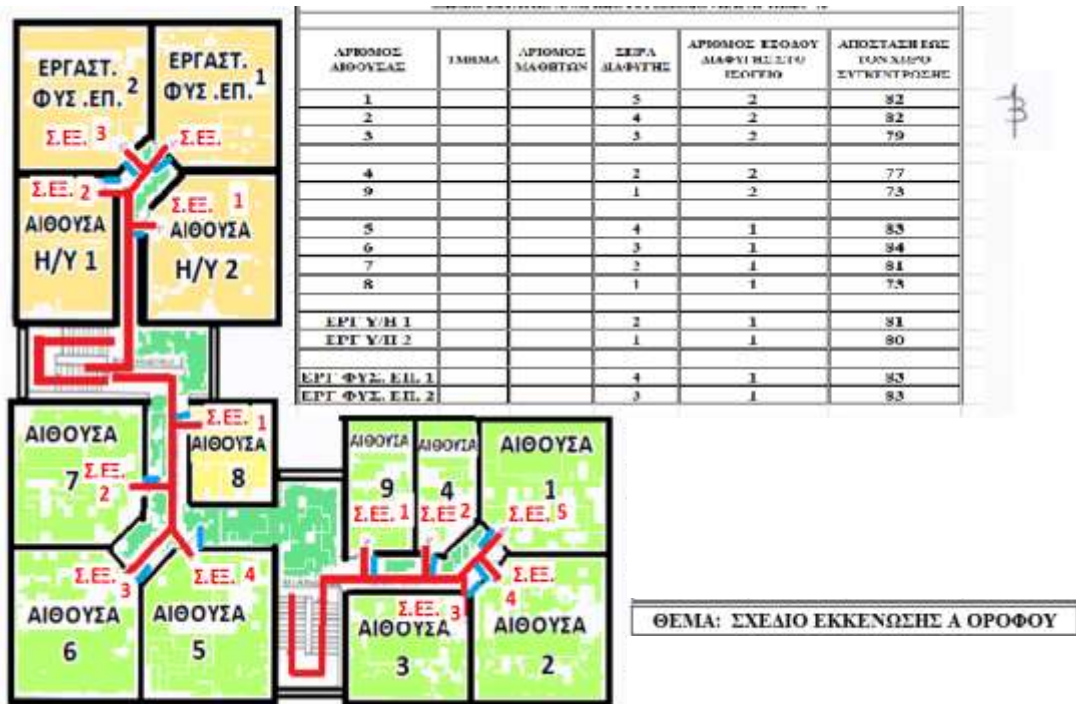 ΑΡΙΘΜΟΣ ΑΙΘΟΥΣΑΣ ΤΜΗΜΑ ΑΡΙΘΜΟΣ ΜΑΘΗΤΩΝ ΣΕΙΡΑ ΔΙΑΦΥΓΗΣ ΑΡΙΘΜΟΣ ΕΞΟΔΟΥ ΔΙΑΦΥΓΗΣ ΣΤΟ ΙΣΟΓΕΙΟ ΑΠΟΣΤΑΣΗ ΕΩΣ ΤΟΝ ΧΩΡΟ ΣΥΓΚΕΝΤΡΩΣΗΣ
1 5 2 82
2 4 2 82
3 3 2 79
4 2 2 77
9 1 2 73
5 4 1 83
6 3 1 84
7 2 1 81
8 1 1 73
ΕΡΓ Υ/Η 1 2 1 81
ΕΡΓ Υ/Η 2 1 1 80
ΕΡΓ ΦΥΣ. ΕΠ. 1 4 1 83
ΕΡΓ ΦΥΣ. ΕΠ. 2 3 1 83
ΕΡΓΑΣΤ.
ΦΥΣ .ΕΠ. 2
ΕΡΓΑΣΤ.
ΦΥΣ .ΕΠ. 1
Σ.ΕΞ. 3
Σ.ΕΞ.
Σ.ΕΞ. 2
Σ.ΕΞ. 1
ΑΙΘΟΥΣΑ
Η/Υ 1
ΑΙΘΟΥΣΑ
Η/Υ 2
ΑΙΘΟΥΣΑ
7
Σ.ΕΞ.
2
Σ.ΕΞ. 1
ΑΙΘΟΥΣΑ
8
ΑΙΘΟΥΣΑ
9
Σ.ΕΞ. 1
ΑΙΘΟΥΣΑ
4
Σ.ΕΞ. 2
ΑΙΘΟΥΣΑ
1
Σ.ΕΞ. 5
Σ.ΕΞ.
3
ΑΙΘΟΥΣΑ
6
Σ.ΕΞ. 4
ΑΙΘΟΥΣΑ
5
Σ.ΕΞ.
3
ΑΙΘΟΥΣΑ
3
Σ.ΕΞ.
4
ΑΙΘΟΥΣΑ
2
ΘΕΜΑ: ΣΧΕΔΙΟ ΕΚΚΕΝΩΣΗΣ Α ΟΡΟΦΟΥ